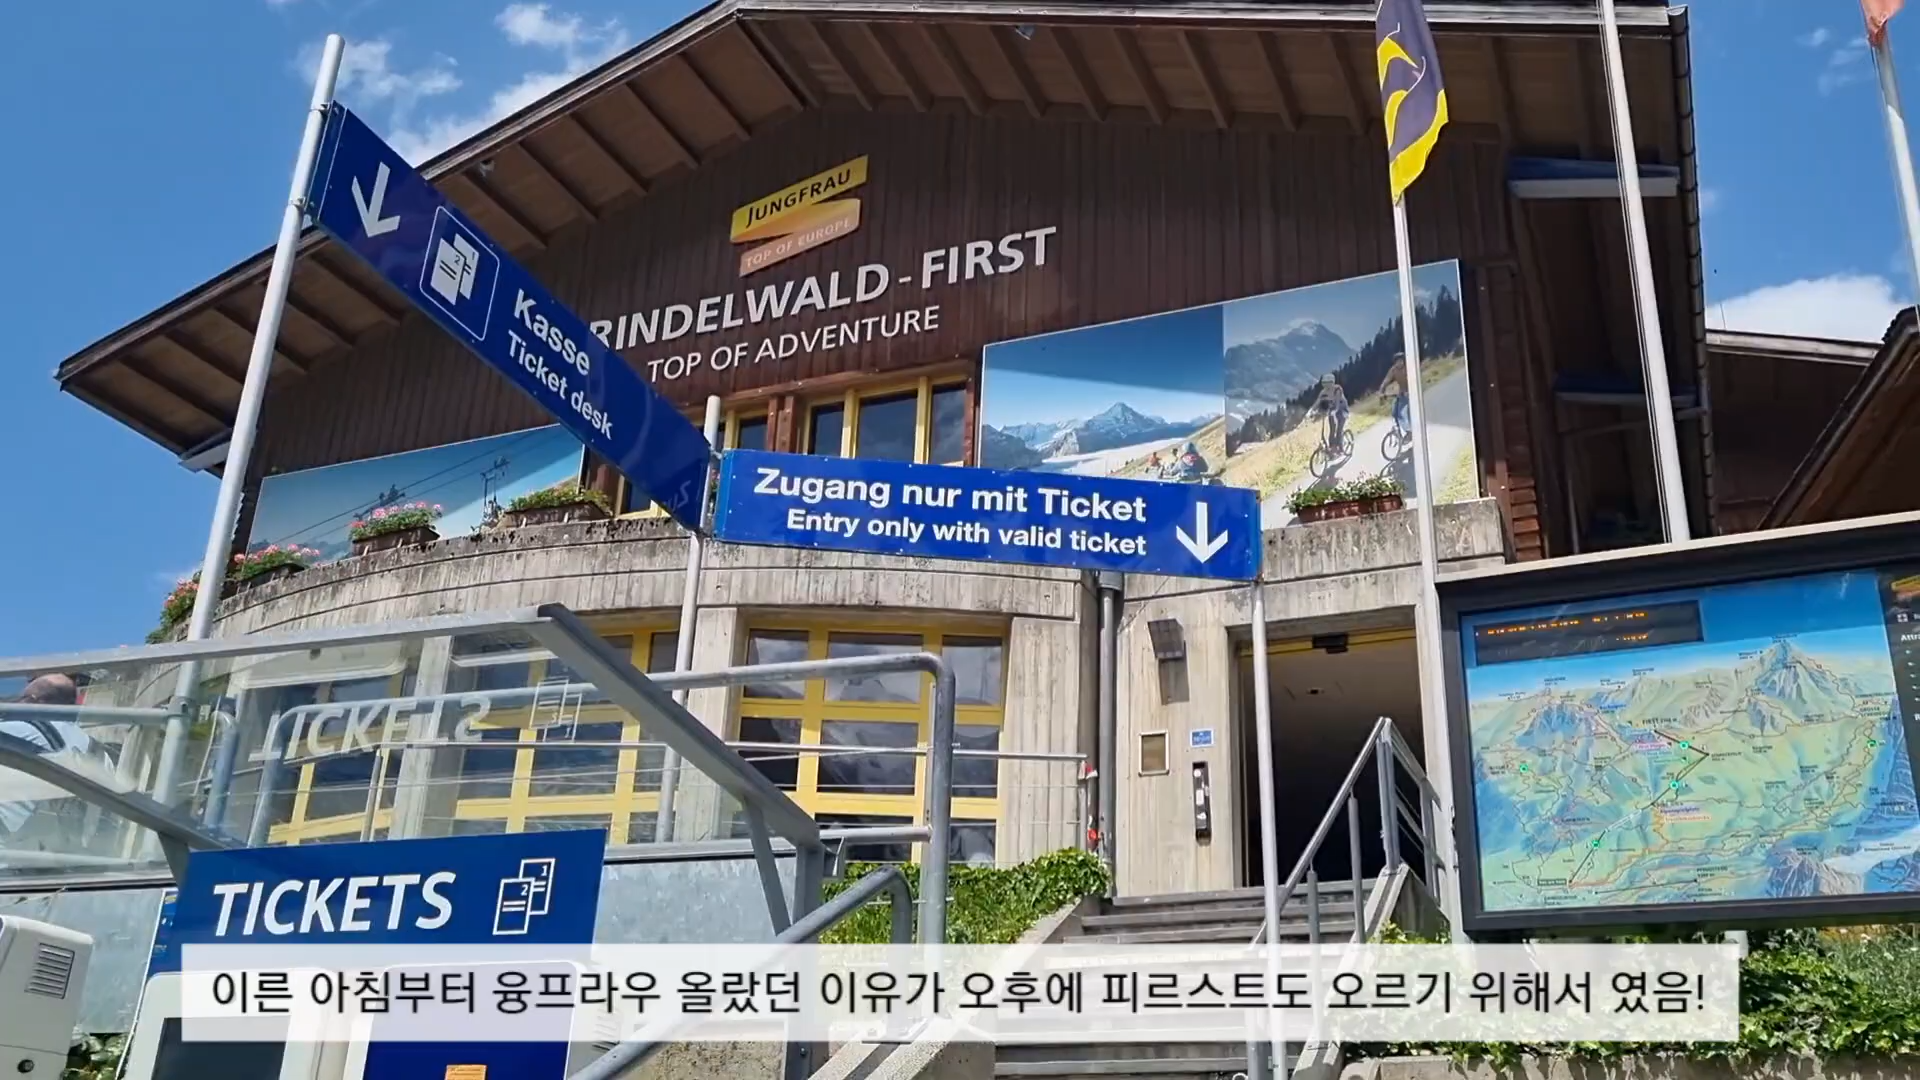 JUNGFRAU
TOP OF EUROPE
RINDELWALD - FIRST
TOP OF ADVENTURE
Kasse
Ticket desk
Zugang nur mit Ticket
Entry only with valid ticket
TICKETS
TICKETS
이른 아침부터 융프라우 올랐던 이유가 오후에 피르스트도 오르기 위해서 였음!